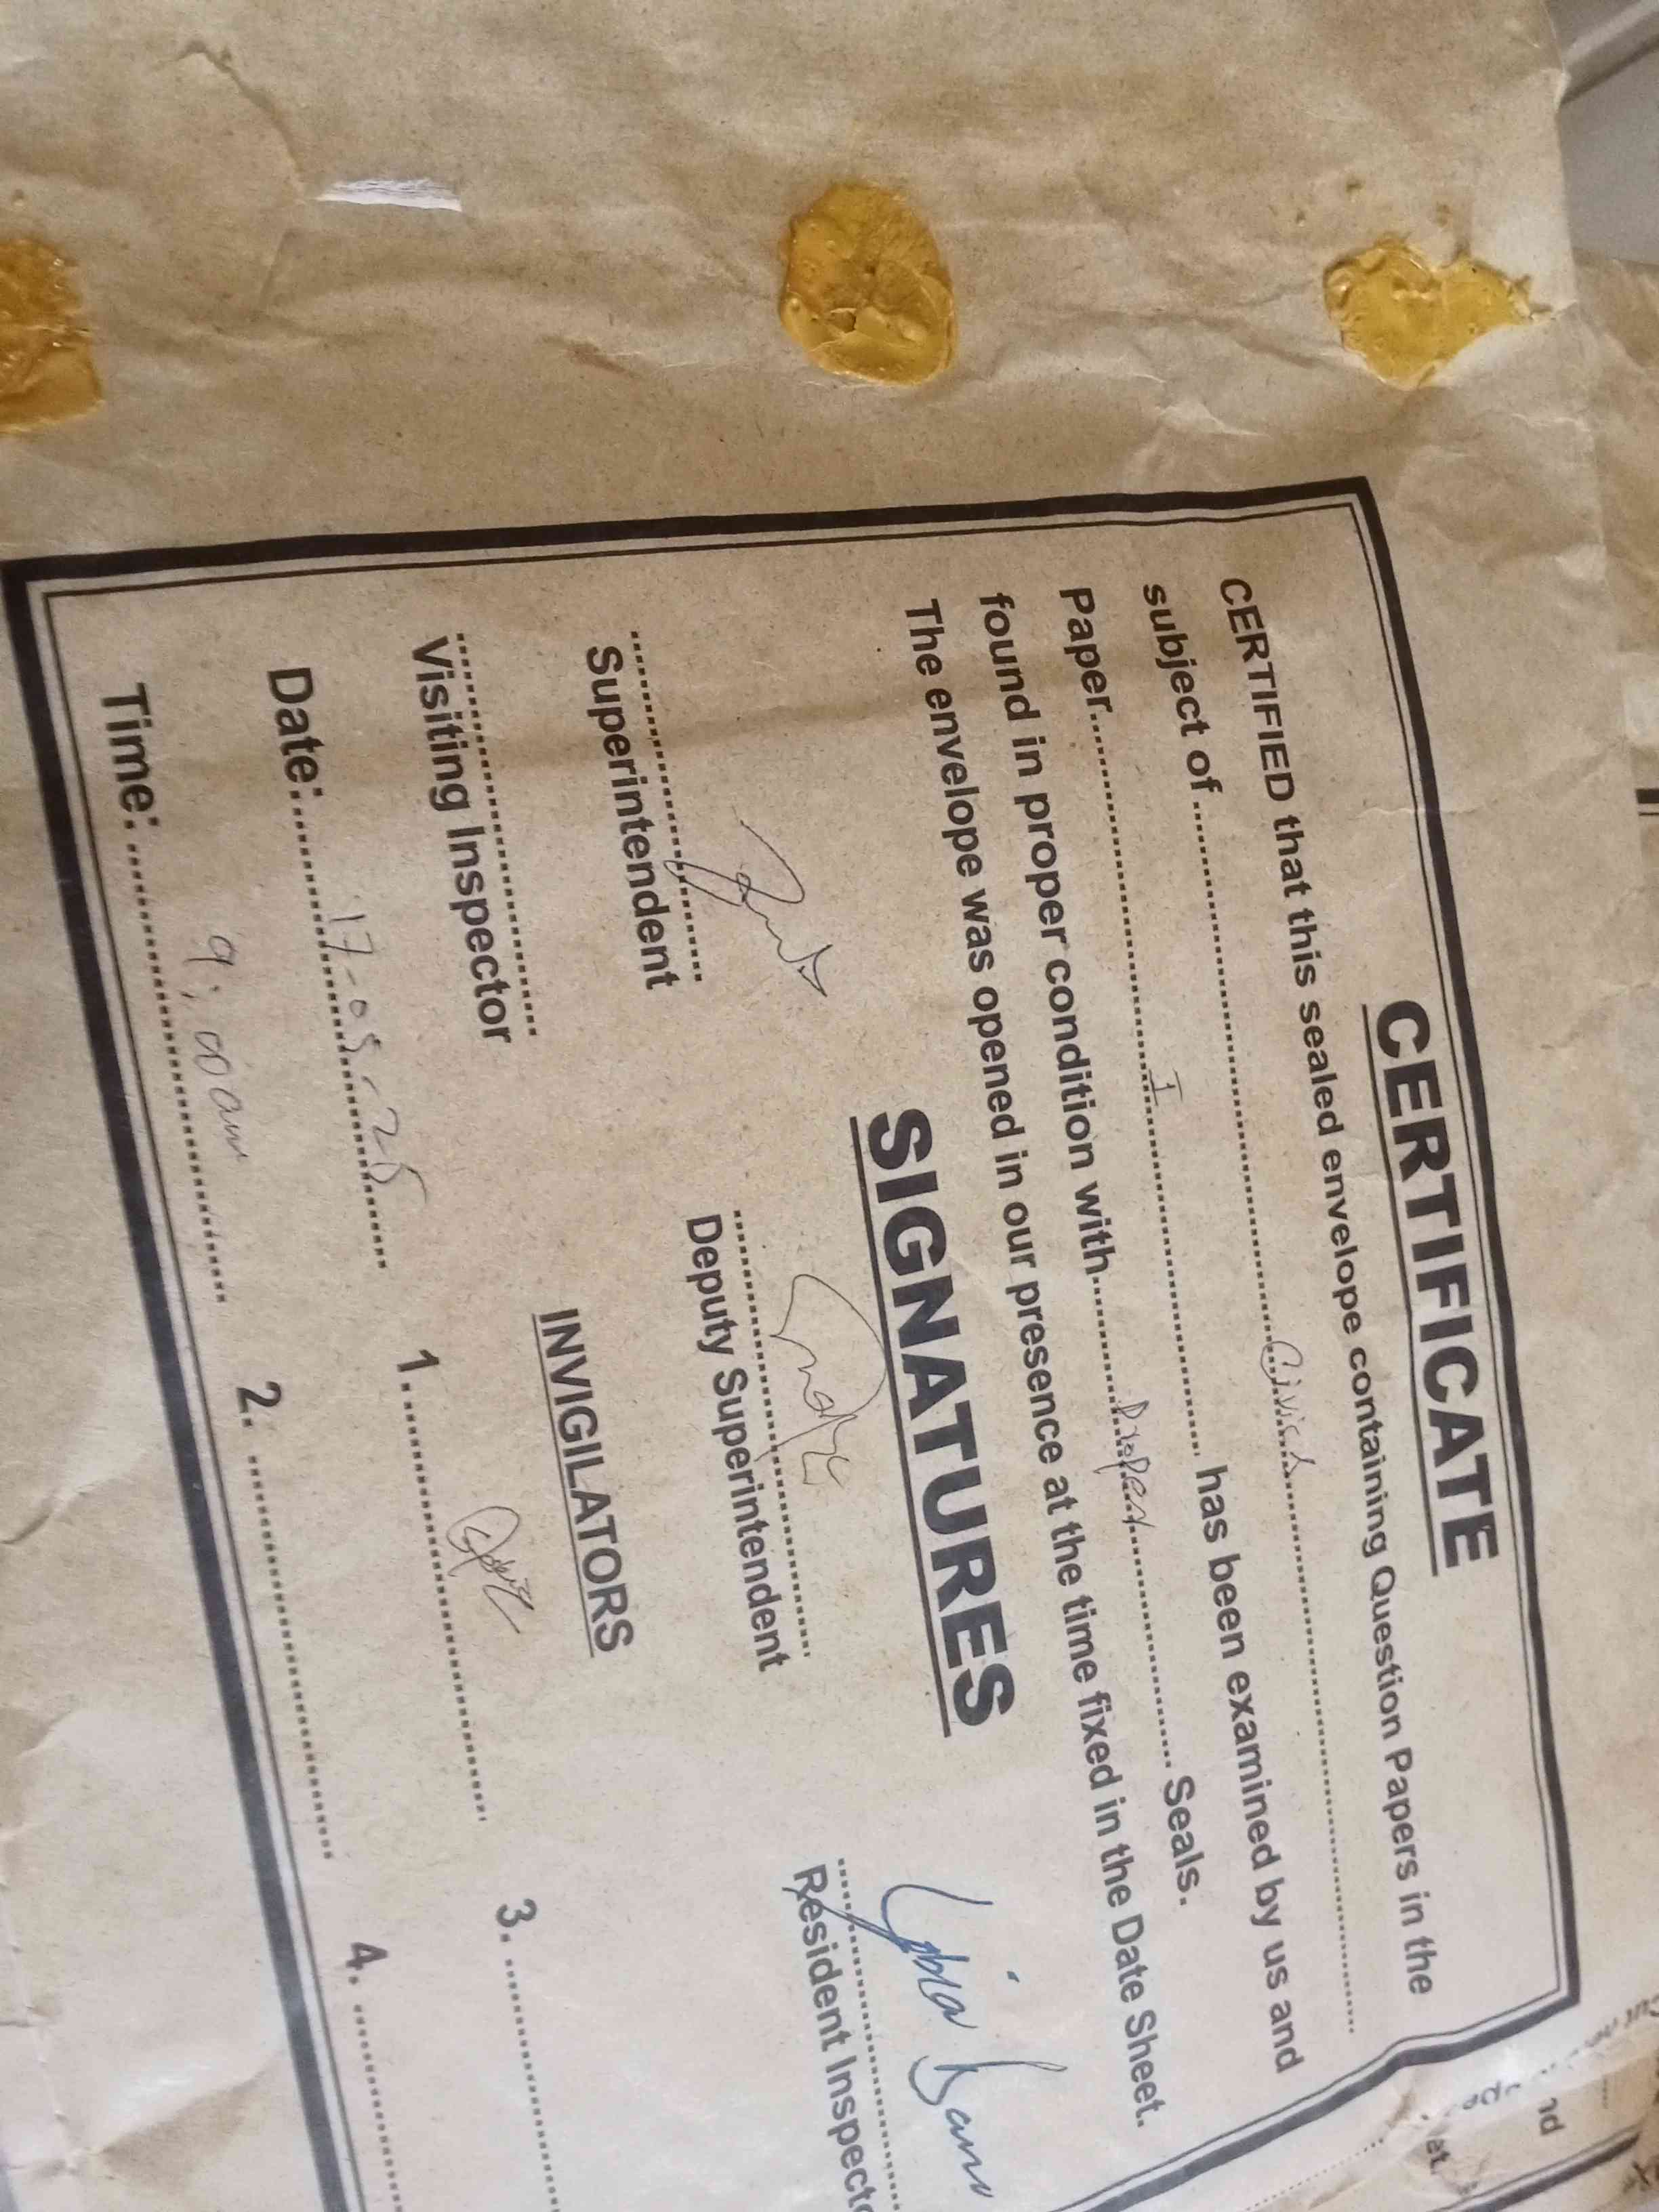 CERTIFICATE
CERTIFIED that this sealed envelope containing Question Papers in the
subject of Civics
Paper I has been examined by us and
found in proper condition with Proper Seals.
The envelope was opened in our presence at the time fixed in the Date Sheet.
SIGNATURES
Superintendent
Deputy Superintendent
Resident Inspecto
Visiting Inspector
INVIGILATORS
Date: 17-05-25
1.
3.
Time: 9:00 am
2.
4.